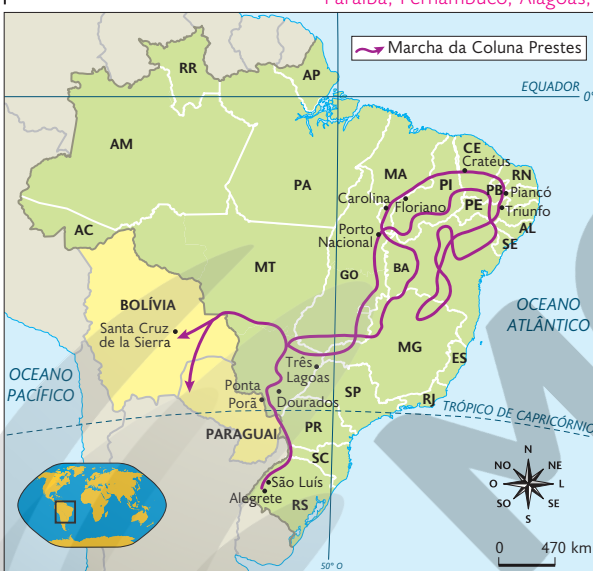 Paraíba, Pernambuco, Alagoas,
Marcha da Coluna Prestes
RR
AP
EQUADOR
0°
AM
PA
MA
CE
Cratéus
RN
PI
PB
Piancó
Carolina
Floriano
PE
Triunfo
AL
AC
Porto
Nacional
SE
MT
GO
BA
BOLÍVIA
Santa Cruz
de la Sierra
OCEANO
ATLÂNTICO
MG
ES
Três
Lagoas
OCEANO
PACÍFICO
Ponta
Porã
Dourados
SP
RJ
TRÓPICO DE CAPRICÓRNIO
PARAGUAI
PR
SC
São Luís
Alegrete
RS
N
NO
NE
O
L
SO
SE
S
0
470 km
50° O